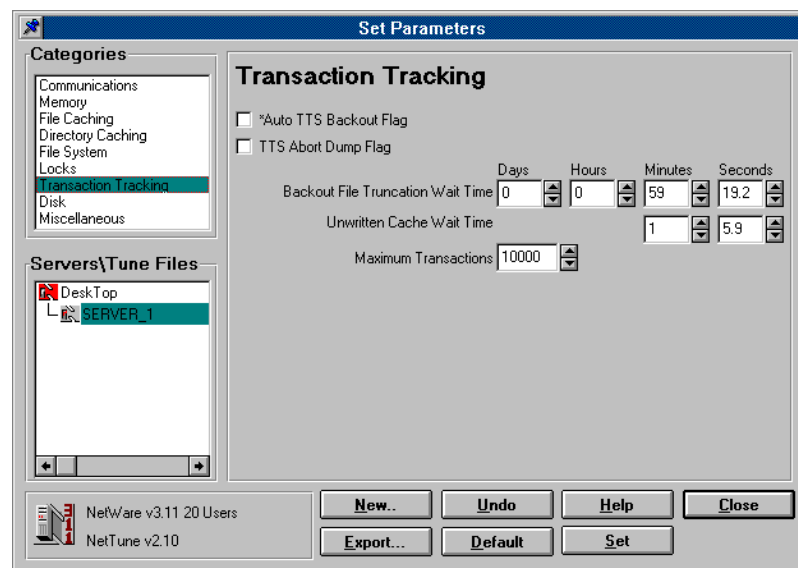 Set Parameters
Categories
Communications
Memory
File Caching
Directory Caching
File System
Locks
Transaction Tracking
Disk
Miscellaneous
Servers\Tune Files
DeskTop
SERVER_1
Transaction Tracking
*Auto TTS Backout Flag
TTS Abort Dump Flag
Days Hours Minutes Seconds
Backout File Truncation Wait Time 0 0 59 19.2
Unwritten Cache Wait Time 1 5.9
Maximum Transactions 10000
NetWare v3.11 20 Users
NetTune v2.10
New.. Undo Help Close
Export... Default Set